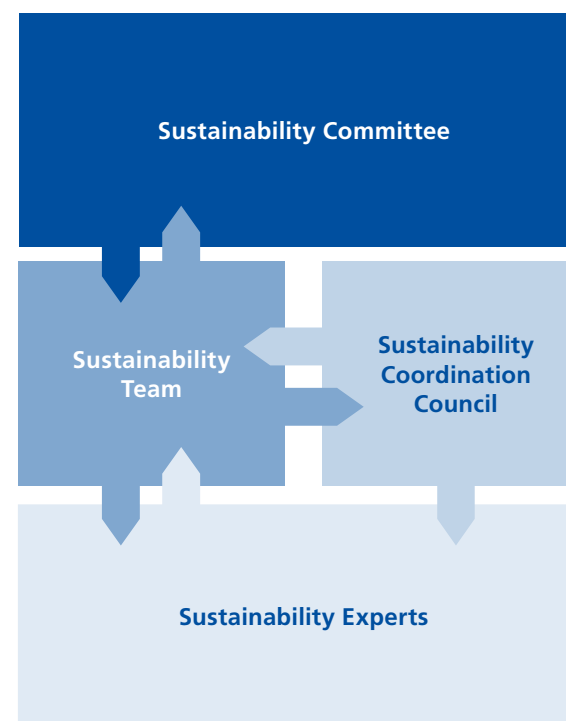 Sustainability Committee
Sustainability
Team
Sustainability
Coordination
Council
Sustainability Experts